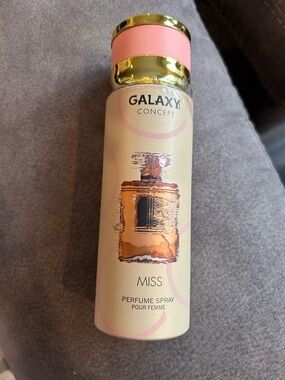 GALAXY
CONCEPT
MISS
PERFUME SPRAY
POUR FEMME